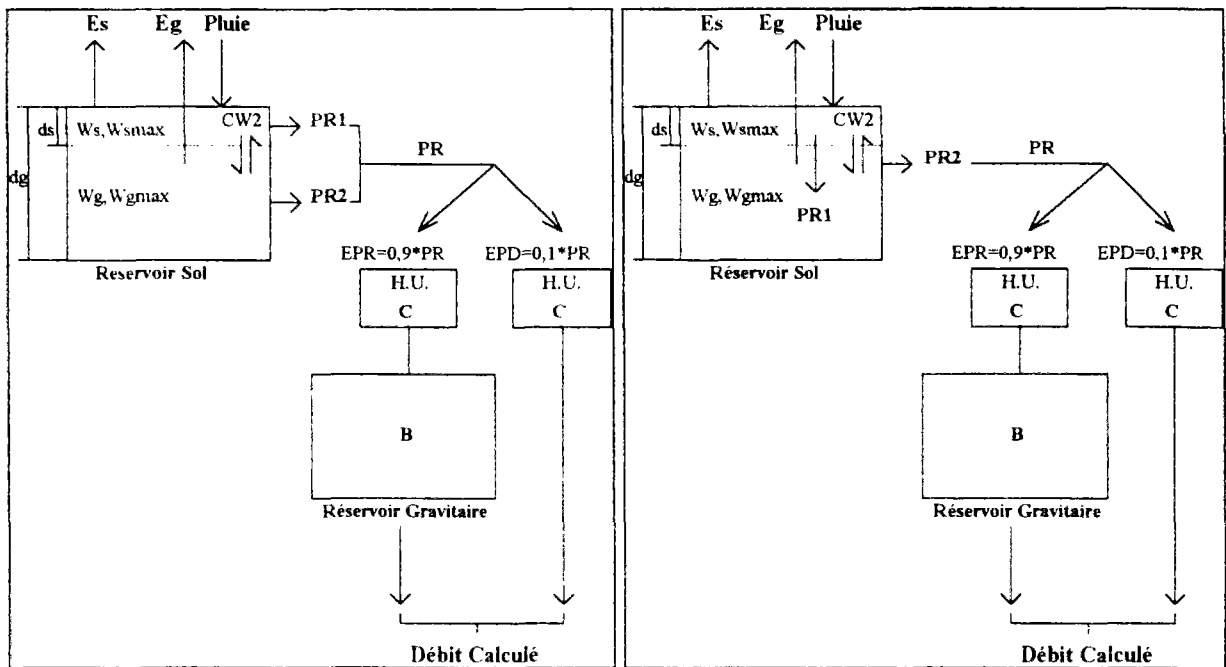 Es Eg Pluie
ds Ws,Wsmax CW2 PR1
PR
dg Wg,Wgmax PR2
Reservoir Sol
EPR=0,9*PR EPD=0,1*PR
H.U. H.U.
C C
B
Réservoir Gravitaire
Débit Calculé
Es Eg Pluie
ds Ws,Wsmax CW2
PR2 PR
dg Wg,Wgmax
PR1
Réservoir Sol
EPR=0,9*PR EPD=0,1*PR
H.U. H.U.
C C
B
Réservoir Gravitaire
Débit Calculé